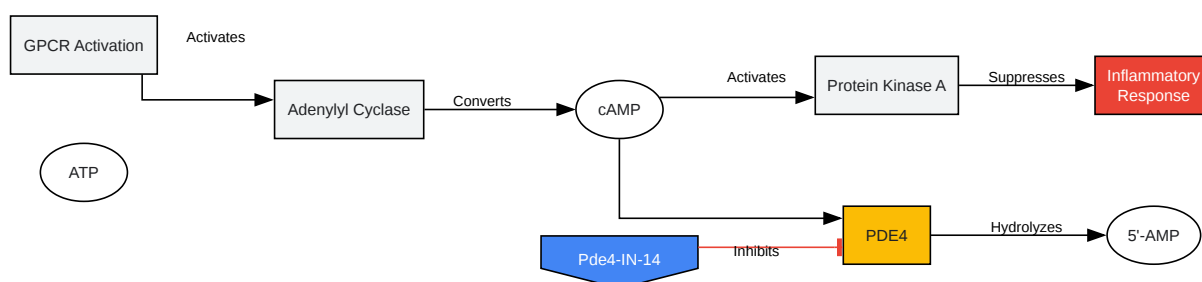 GPCR Activation
Activates
Adenylyl Cyclase
Converts
cAMP
Activates
Protein Kinase A
Suppresses
Inflammatory
Response
ATP
Pde4-IN-14
Inhibits
PDE4
Hydrolyzes
5'-AMP